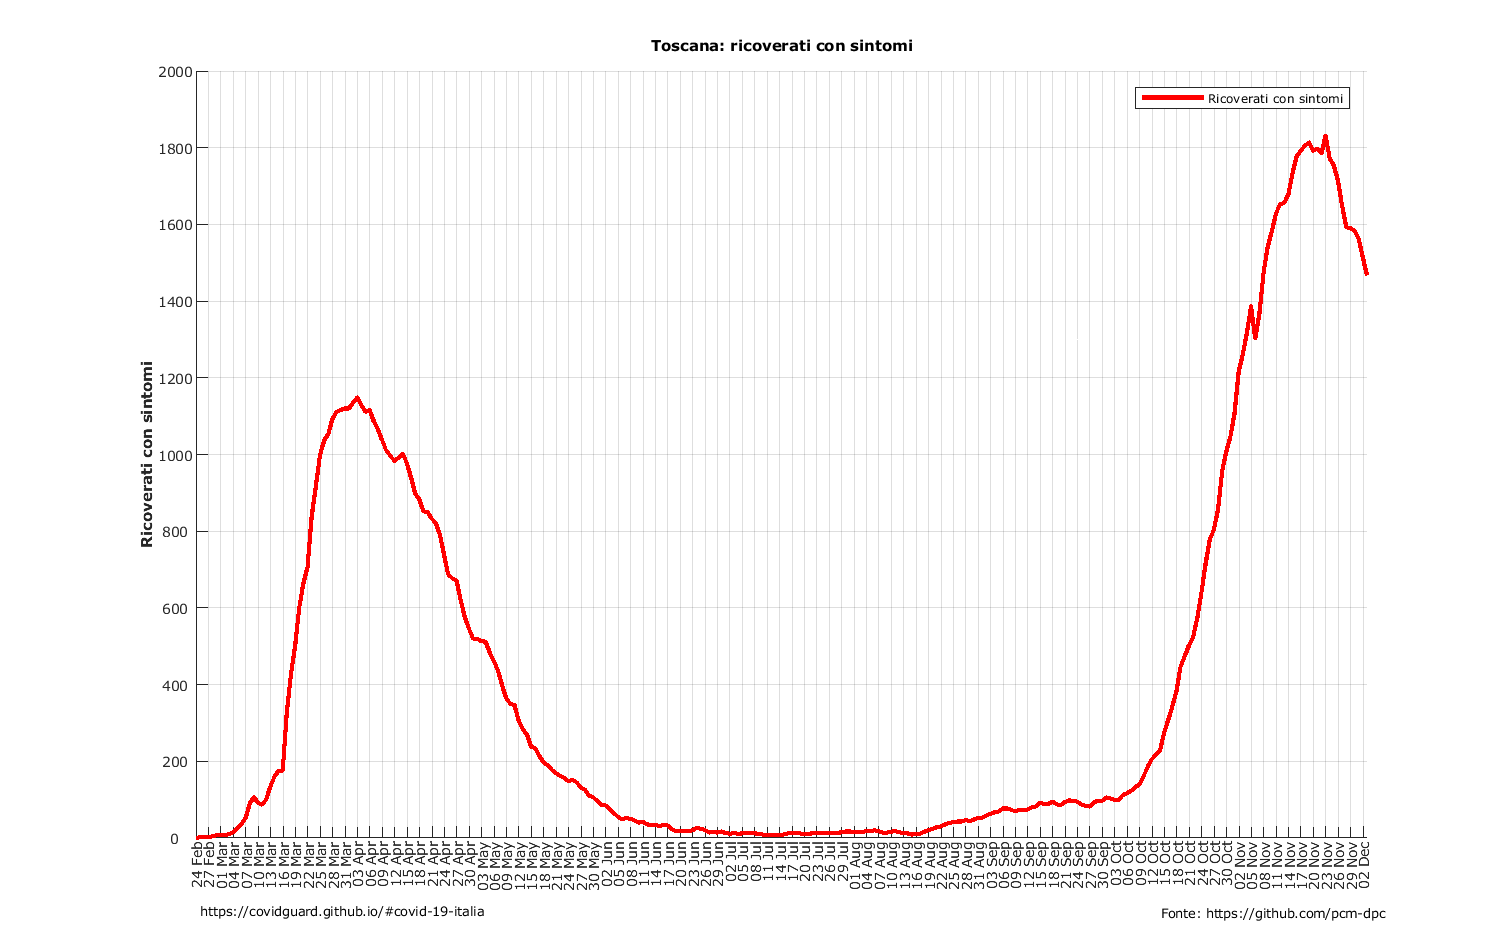 Toscana: ricoverati con sintomi
Ricoverati con sintomi
Ricoverati con sintomi
2000
1800
1600
1400
1200
1000
800
600
400
200
0
24 Feb
27 Feb
01 Mar
04 Mar
07 Mar
10 Mar
13 Mar
16 Mar
19 Mar
22 Mar
25 Mar
28 Mar
31 Mar
03 Apr
06 Apr
09 Apr
12 Apr
15 Apr
18 Apr
21 Apr
24 Apr
27 Apr
30 Apr
03 May
06 May
09 May
12 May
15 May
18 May
21 May
24 May
27 May
30 May
02 Jun
05 Jun
08 Jun
11 Jun
14 Jun
17 Jun
20 Jun
23 Jun
26 Jun
29 Jun
02 Jul
05 Jul
08 Jul
11 Jul
14 Jul
17 Jul
20 Jul
23 Jul
26 Jul
29 Jul
01 Aug
04 Aug
07 Aug
10 Aug
13 Aug
16 Aug
19 Aug
22 Aug
25 Aug
28 Aug
31 Aug
03 Sep
06 Sep
09 Sep
12 Sep
15 Sep
18 Sep
21 Sep
24 Sep
27 Sep
30 Sep
03 Oct
06 Oct
09 Oct
12 Oct
15 Oct
18 Oct
21 Oct
24 Oct
27 Oct
30 Oct
02 Nov
05 Nov
08 Nov
11 Nov
14 Nov
17 Nov
20 Nov
23 Nov
26 Nov
29 Nov
02 Dec
https://covidguard.github.io/#covid-19-italia
Fonte: https://github.com/pcm-dpc